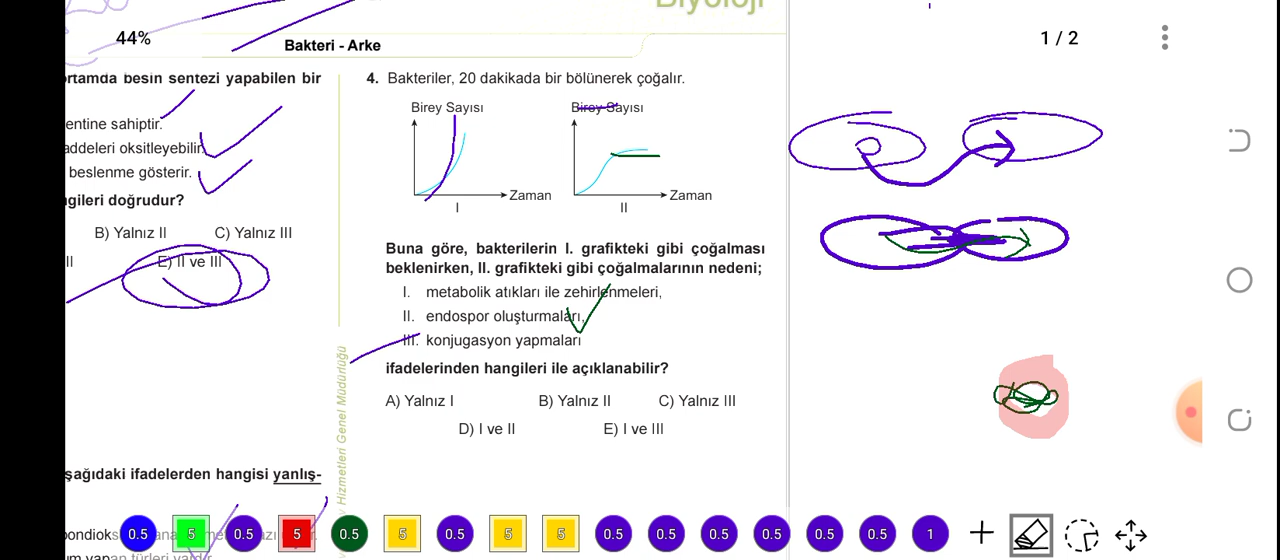 Biyoloji
44%
1 / 2
Bakteri - Arke
ortamda besin sentezi yapabilen bir
entine sahiptir.
addeleri oksitleyebilir.
beslenme gösterir.
ngileri doğrudur?
B) Yalnız II C) Yalnız III
II E) II ve III
şağıdaki ifadelerden hangisi yanlış-
Hizmetleri Genel Müdürlüğü
4. Bakteriler, 20 dakikada bir bölünerek çoğalır.
Birey Sayısı Birey Sayısı
Zaman Zaman
I II
Buna göre, bakterilerin I. grafikteki gibi çoğalması
beklenirken, II. grafikteki gibi çoğalmalarının nedeni;
I. metabolik atıkları ile zehirlenmeleri,
II. endospor oluşturmaları,
III. konjugasyon yapmaları
ifadelerinden hangileri ile açıklanabilir?
A) Yalnız I B) Yalnız II C) Yalnız III
D) I ve II E) I ve III
0.5 5 0.5 5 0.5 5 0.5 5 5 0.5 0.5 0.5 0.5 0.5 0.5 1